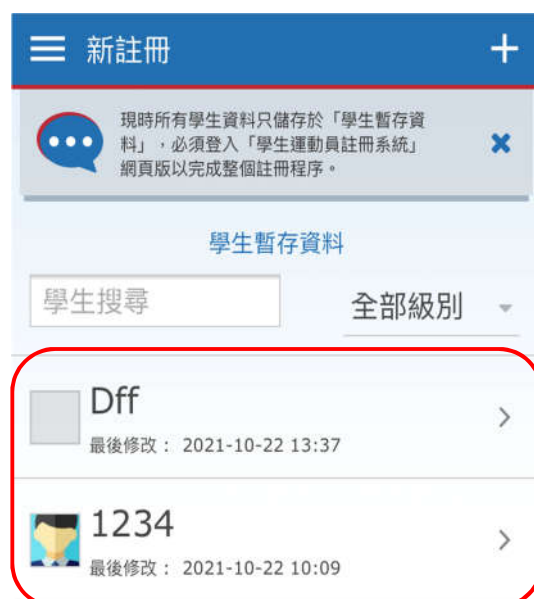 新註冊
現時所有學生資料只儲存於「學生暫存資
料」，必須登入「學生運動員註冊系統」
網頁版以完成整個註冊程序。
學生暫存資料
學生搜尋
全部級別
Dff
最後修改： 2021-10-22 13:37
1234
最後修改： 2021-10-22 10:09